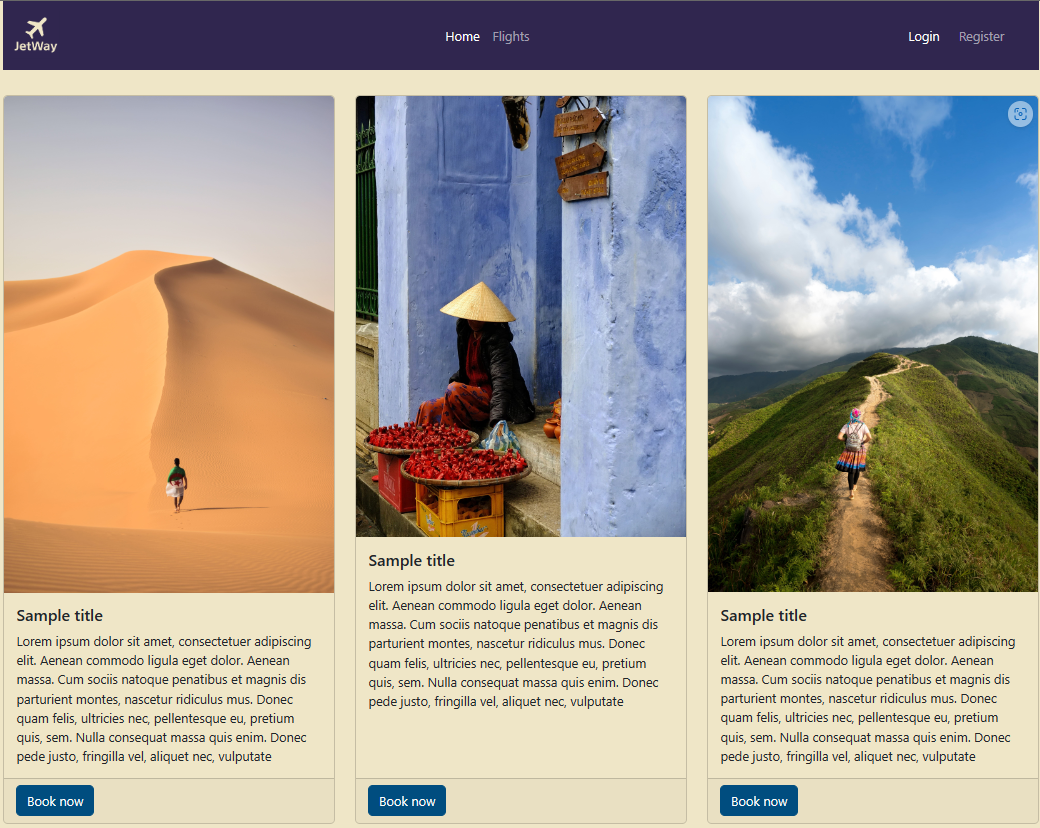 JetWay
Home Flights
Login Register
Sample title
Lorem ipsum dolor sit amet, consectetuer adipiscing
elit. Aenean commodo ligula eget dolor. Aenean
massa. Cum sociis natoque penatibus et magnis dis
parturient montes, nascetur ridiculus mus. Donec
quam felis, ultricies nec, pellentesque eu, pretium
quis, sem. Nulla consequat massa quis enim. Donec
pede justo, fringilla vel, aliquet nec, vulputate
Book now
Sample title
Lorem ipsum dolor sit amet, consectetuer adipiscing
elit. Aenean commodo ligula eget dolor. Aenean
massa. Cum sociis natoque penatibus et magnis dis
parturient montes, nascetur ridiculus mus. Donec
quam felis, ultricies nec, pellentesque eu, pretium
quis, sem. Nulla consequat massa quis enim. Donec
pede justo, fringilla vel, aliquet nec, vulputate
Book now
Sample title
Lorem ipsum dolor sit amet, consectetuer adipiscing
elit. Aenean commodo ligula eget dolor. Aenean
massa. Cum sociis natoque penatibus et magnis dis
parturient montes, nascetur ridiculus mus. Donec
quam felis, ultricies nec, pellentesque eu, pretium
quis, sem. Nulla consequat massa quis enim. Donec
pede justo, fringilla vel, aliquet nec, vulputate
Book now